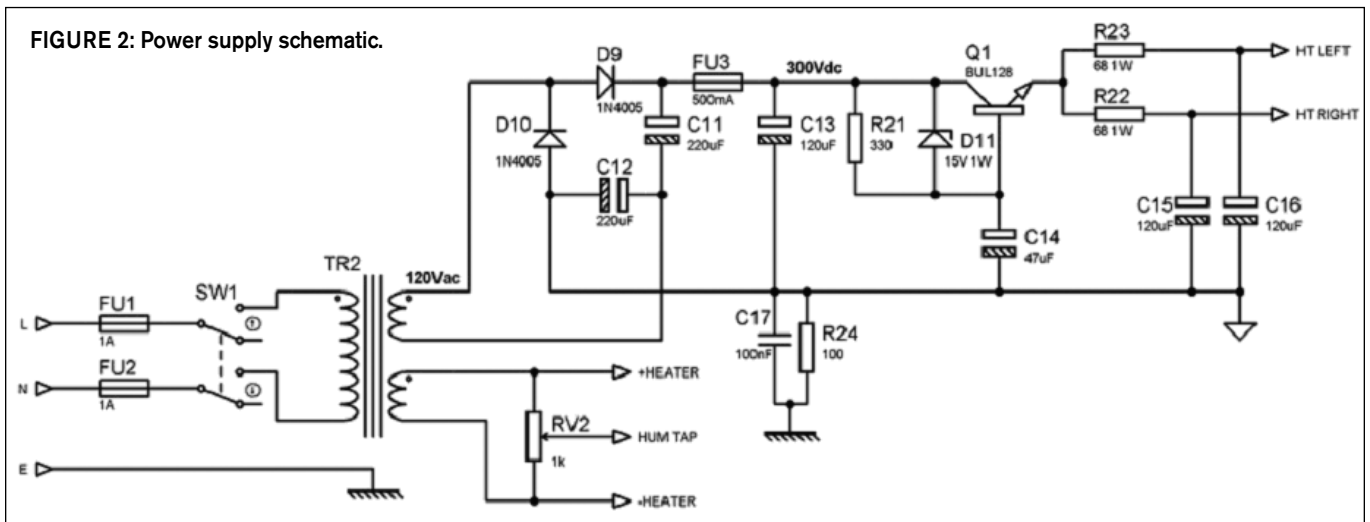 FIGURE 2: Power supply schematic.
D9
1N4005
FU3
500mA
300Vdc
Q1
BUL128
R23
68 1W
HT LEFT
R22
68 1W
HT RIGHT
D10
1N4005
C11
220uF
C13
120uF
R21
330
D11
15V 1W
C12
220uF
C14
47uF
C15
120uF
C16
120uF
TR2
120Vac
SW1
FU1
L
1A
FU2
N
1A
E
C17
100nF
R24
100
+HEATER
RV2
HUM TAP
1k
-HEATER